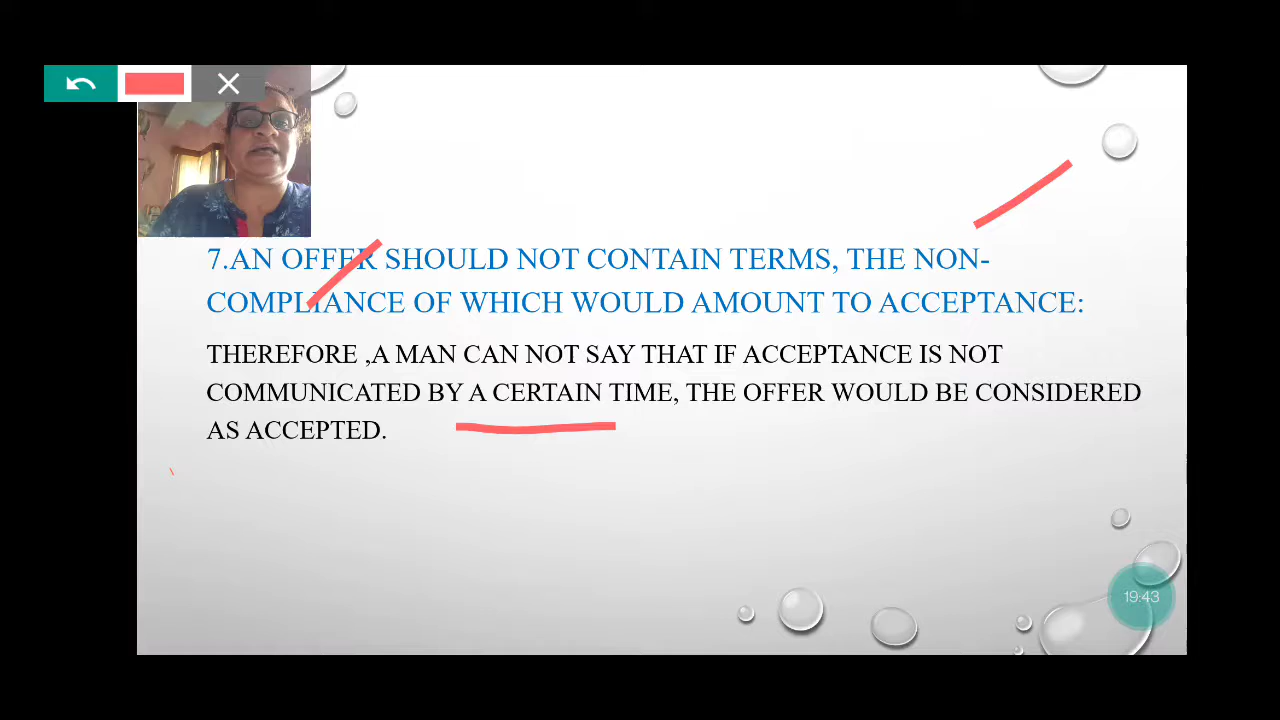 7.AN OFFER SHOULD NOT CONTAIN TERMS, THE NON-
COMPLIANCE OF WHICH WOULD AMOUNT TO ACCEPTANCE:
THEREFORE ,A MAN CAN NOT SAY THAT IF ACCEPTANCE IS NOT
COMMUNICATED BY A CERTAIN TIME, THE OFFER WOULD BE CONSIDERED
AS ACCEPTED.
19:43